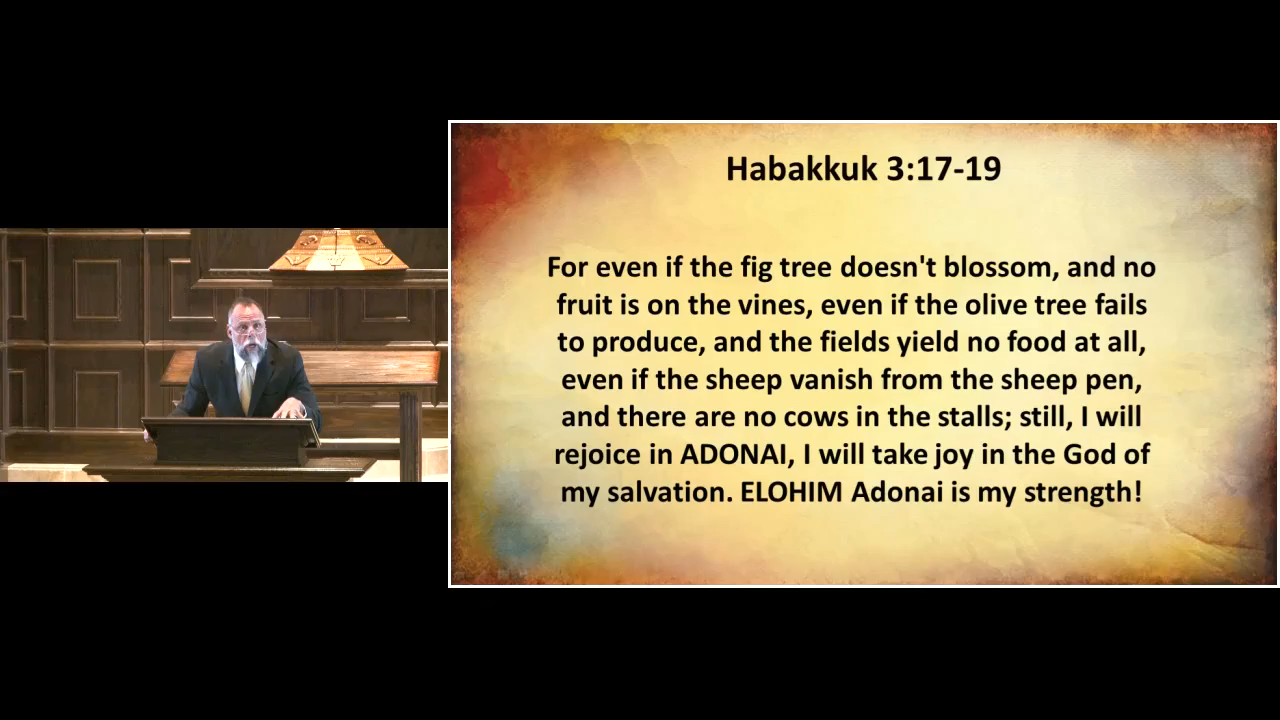 Habakkuk 3:17-19
For even if the fig tree doesn't blossom, and no
fruit is on the vines, even if the olive tree fails
to produce, and the fields yield no food at all,
even if the sheep vanish from the sheep pen,
and there are no cows in the stalls; still, I will
rejoice in ADONAI, I will take joy in the God of
my salvation. ELOHIM Adonai is my strength!